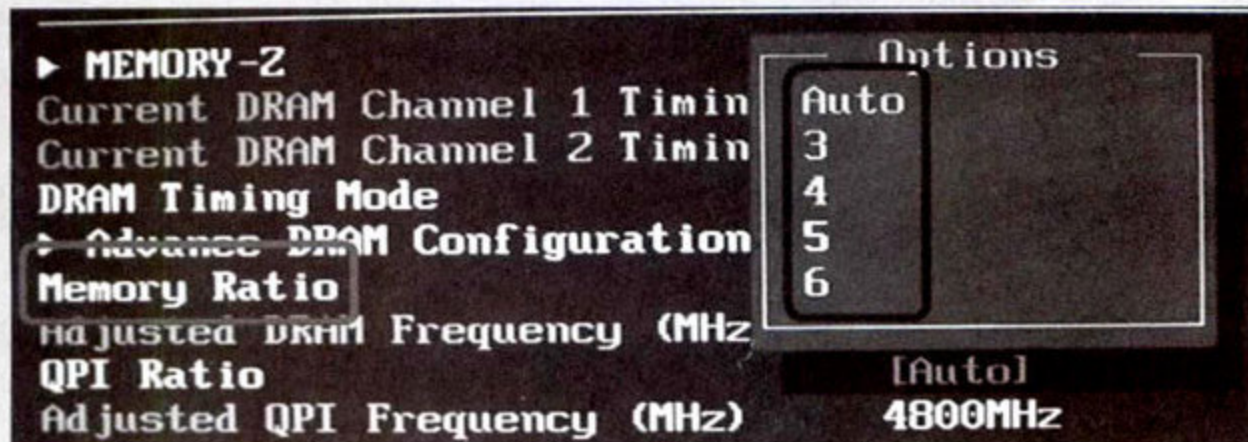 ▶ MEMORY-Z
Current DRAM Channel 1 Timin
Current DRAM Channel 2 Timin
DRAM Timing Mode
▶ Advance DRAM Configuration
Memory Ratio
Adjusted DRAM Frequency (MHz
QPI Ratio
Adjusted QPI Frequency (MHz)
Options
Auto
3
4
5
6
[Auto]
4800MHz